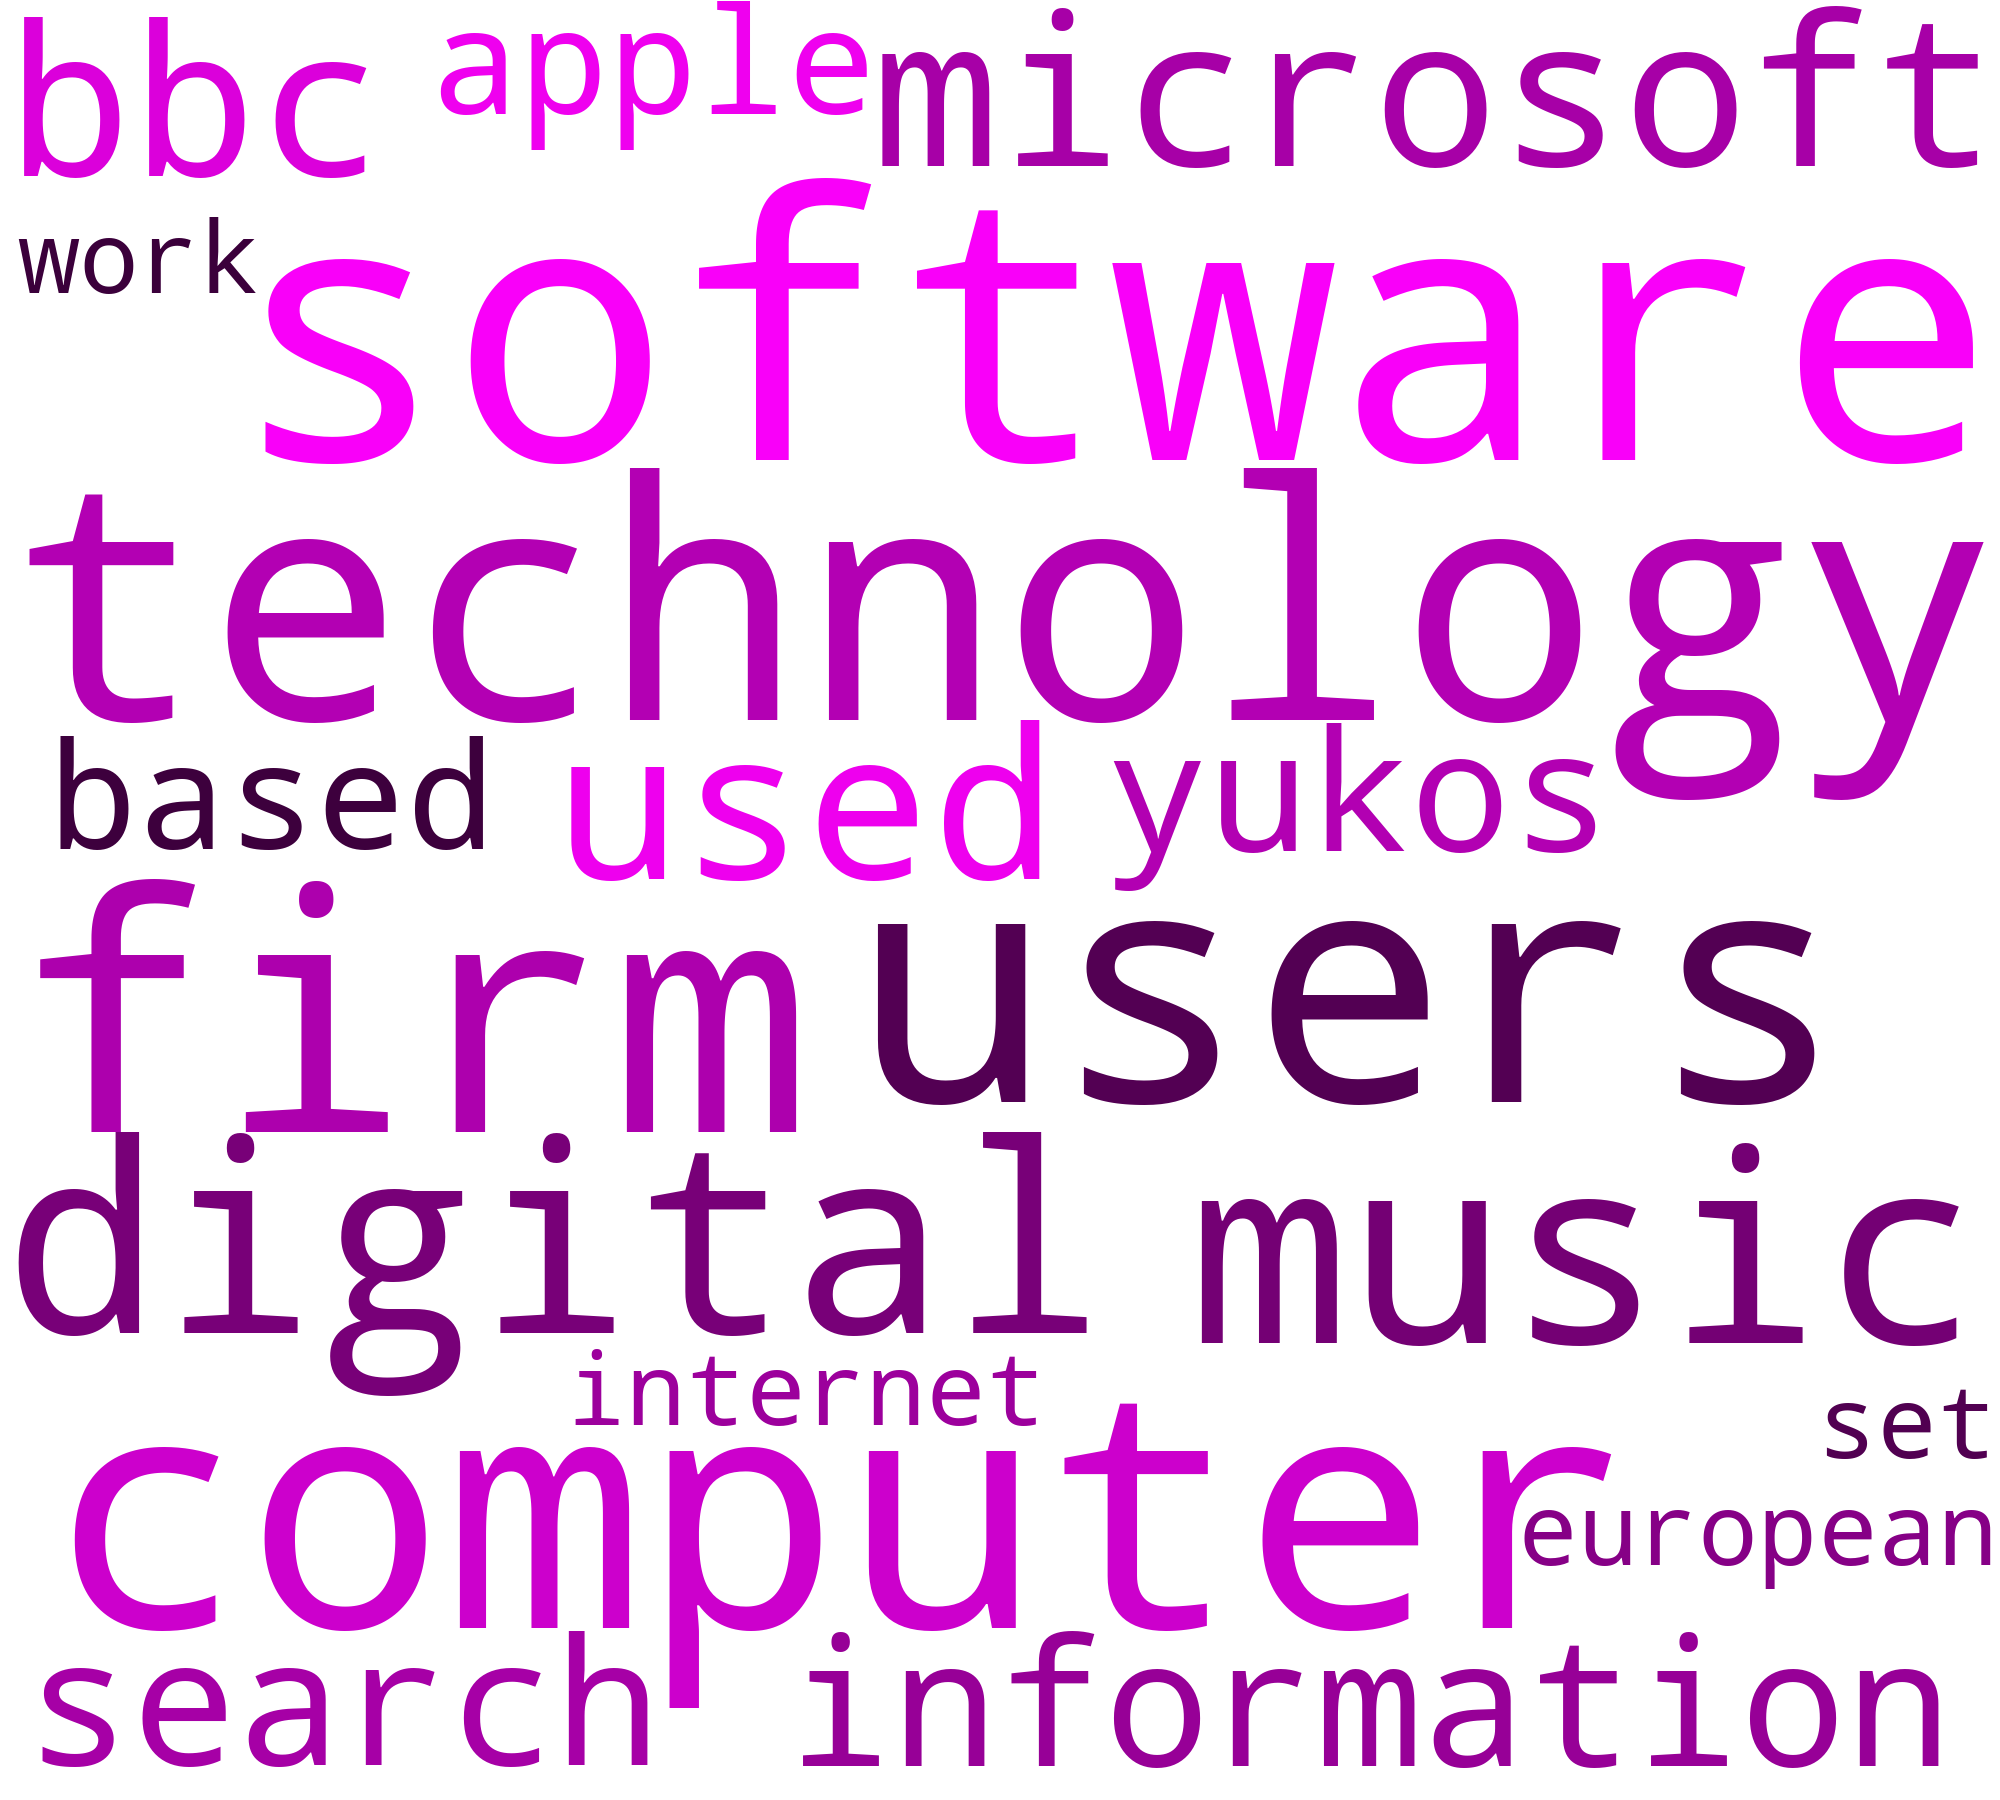 bbc apple microsoft
work software
technology
based used yukos
firm users
digital music
internet
set
computer
european
search information